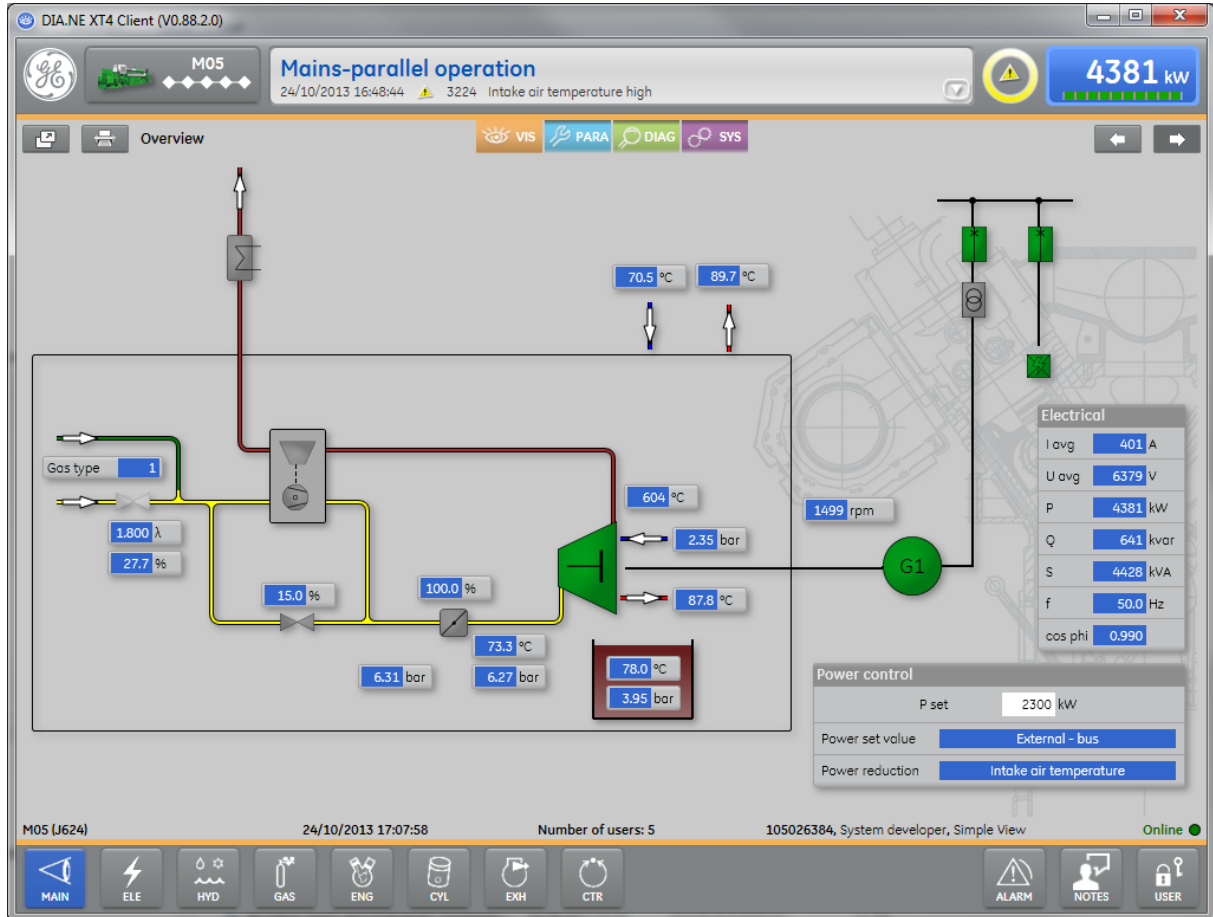 DIA.NE XT4 Client (V0.88.2.0)
M05
Mains-parallel operation
24/10/2013 16:48:44 3224 Intake air temperature high
4381 kW
Overview
VIS PARA DIAG SYS
70.5 °C 89.7 °C
Gas type 1
1.800 λ
27.7 %
15.0 %
100.0 %
604 °C
2.35 bar
87.8 °C
73.3 °C
6.31 bar
6.27 bar
78.0 °C
3.95 bar
1499 rpm
G1
Electrical
I avg 401 A
U avg 6379 V
P 4381 kW
Q 641 kvar
S 4428 kVA
f 50.0 Hz
cos phi 0.990
Power control
P set 2300 kW
Power set value External - bus
Power reduction Intake air temperature
M05 (J624) 24/10/2013 17:07:58 Number of users: 5 105026384, System developer, Simple View Online
MAIN ELE HYD GAS ENG CYL EXH CTR ALARM NOTES USER